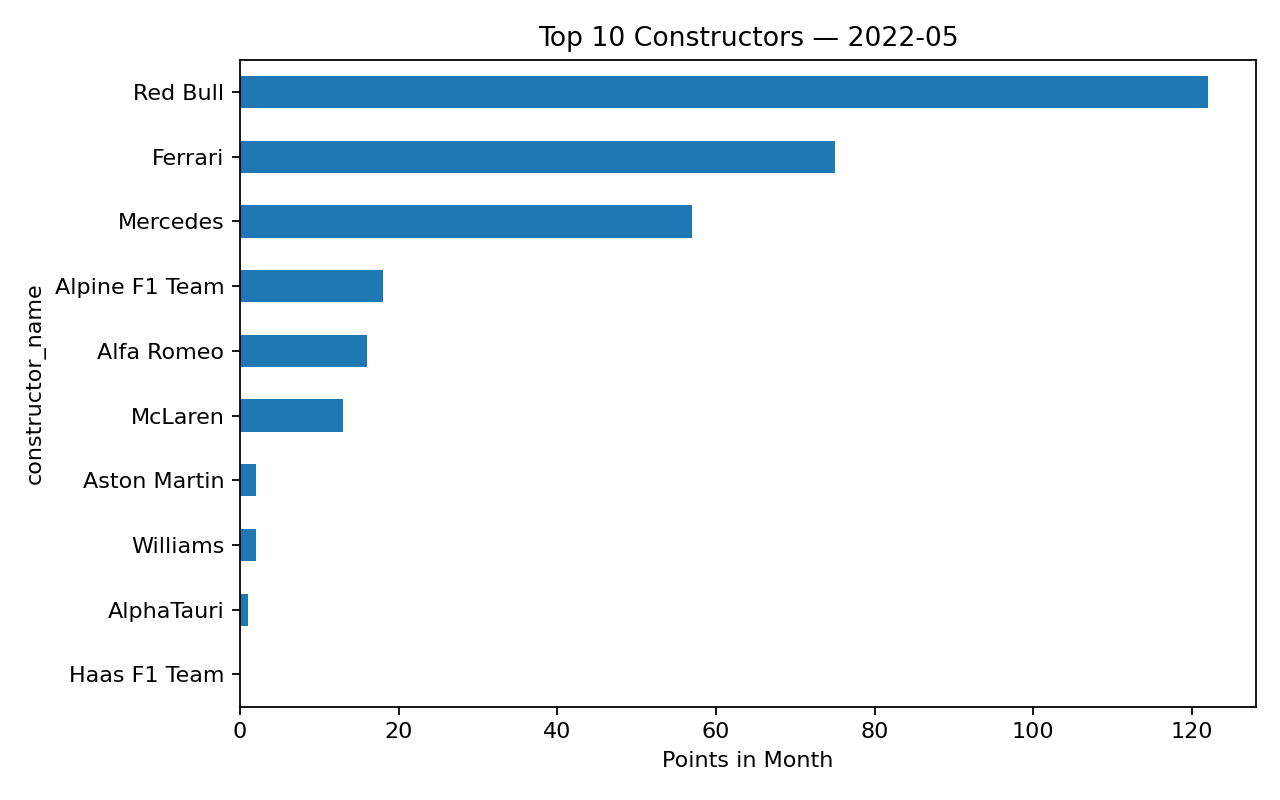 Top 10 Constructors — 2022-05
constructor_name
Red Bull
Ferrari
Mercedes
Alpine F1 Team
Alfa Romeo
McLaren
Aston Martin
Williams
AlphaTauri
Haas F1 Team
0 20 40 60 80 100 120
Points in Month